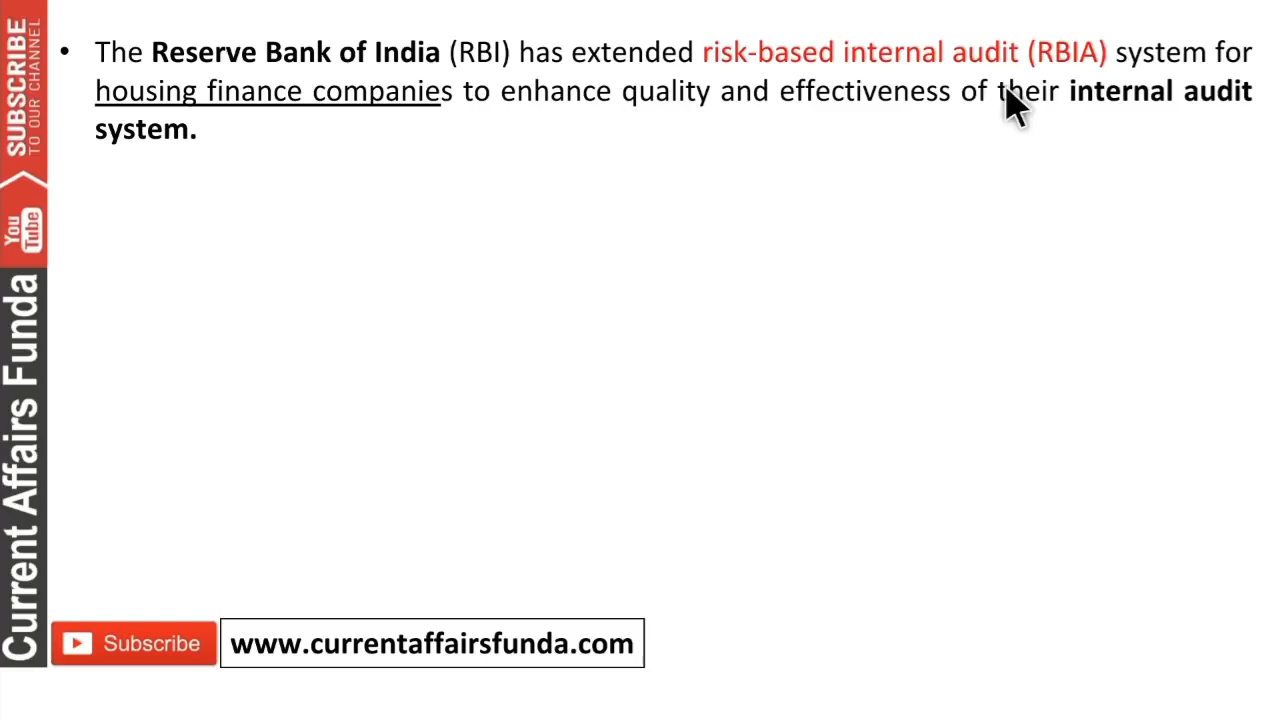 • The Reserve Bank of India (RBI) has extended risk-based internal audit (RBIA) system for
housing finance companies to enhance quality and effectiveness of their internal audit
system.
SUBSCRIBE
TO OUR CHANNEL
You
Tube
Current Affairs Funda
Subscribe
www.currentaffairsfunda.com